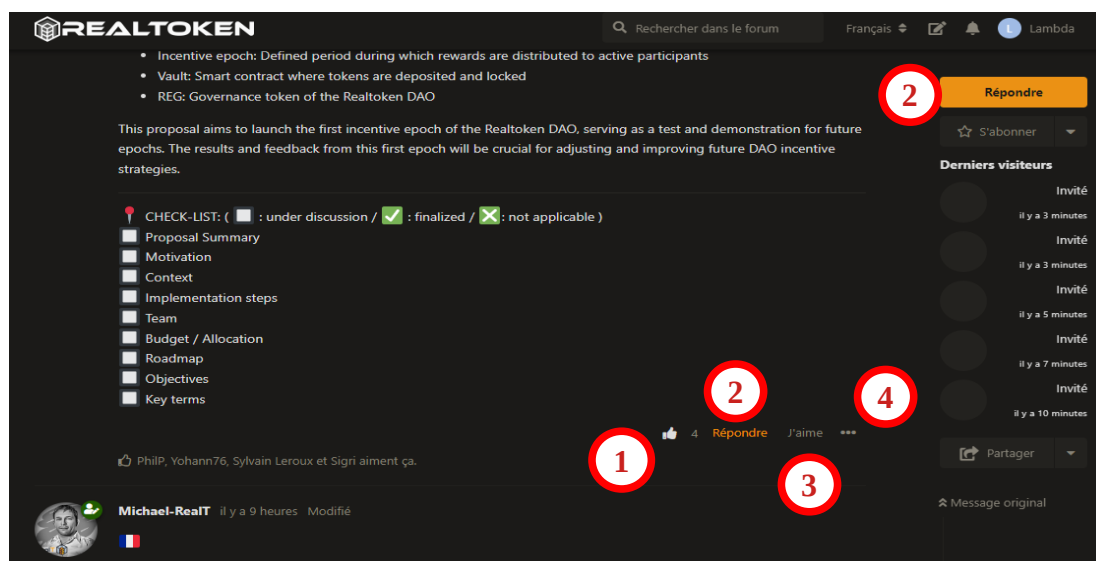 REALTOKEN
Rechercher dans le forum
Français
L
Lambda
• Incentive epoch: Defined period during which rewards are distributed to active participants
• Vault: Smart contract where tokens are deposited and locked
• REG: Governance token of the Realtoken DAO
This proposal aims to launch the first incentive epoch of the Realtoken DAO, serving as a test and demonstration for future
epochs. The results and feedback from this first epoch will be crucial for adjusting and improving future DAO incentive
strategies.
CHECK-LIST: ( : under discussion / ✅ : finalized / ❎ : not applicable )
Proposal Summary
Motivation
Context
Implementation steps
Team
Budget / Allocation
Roadmap
Objectives
Key terms
2
4
4 Répondre J'aime •••
1
3
PhilP, Yohann76, Sylvain Leroux et Sigri aiment ça.
Michael-RealT il y a 9 heures Modifié
2
Répondre
S'abonner
Derniers visiteurs
Invité
il y a 3 minutes
Invité
il y a 3 minutes
Invité
il y a 5 minutes
Invité
il y a 7 minutes
Invité
il y a 10 minutes
Partager
Message original